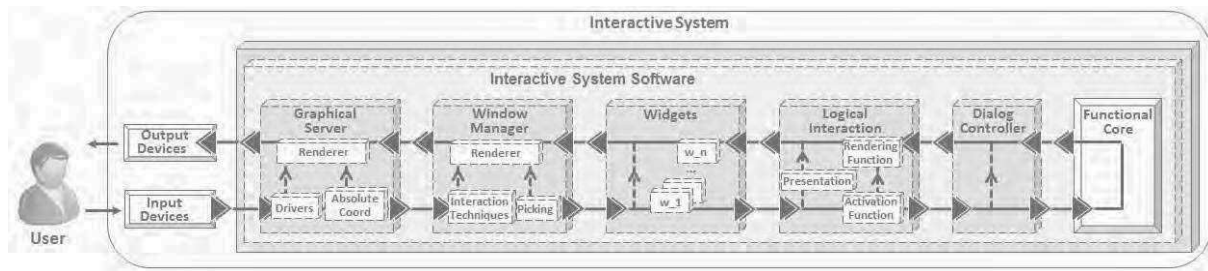 Interactive System
Interactive System Software
Graphical
Server
Window
Manager
Widgets
Logical
Interaction
Dialog
Controller
Functional
Core
Output
Devices
Renderer
Renderer
w_n
...
w_1
Rendering
Function
Presentation
Input
Devices
Drivers
Absolute
Coord
Interaction
Techniques
Picking
Activation
Function
User